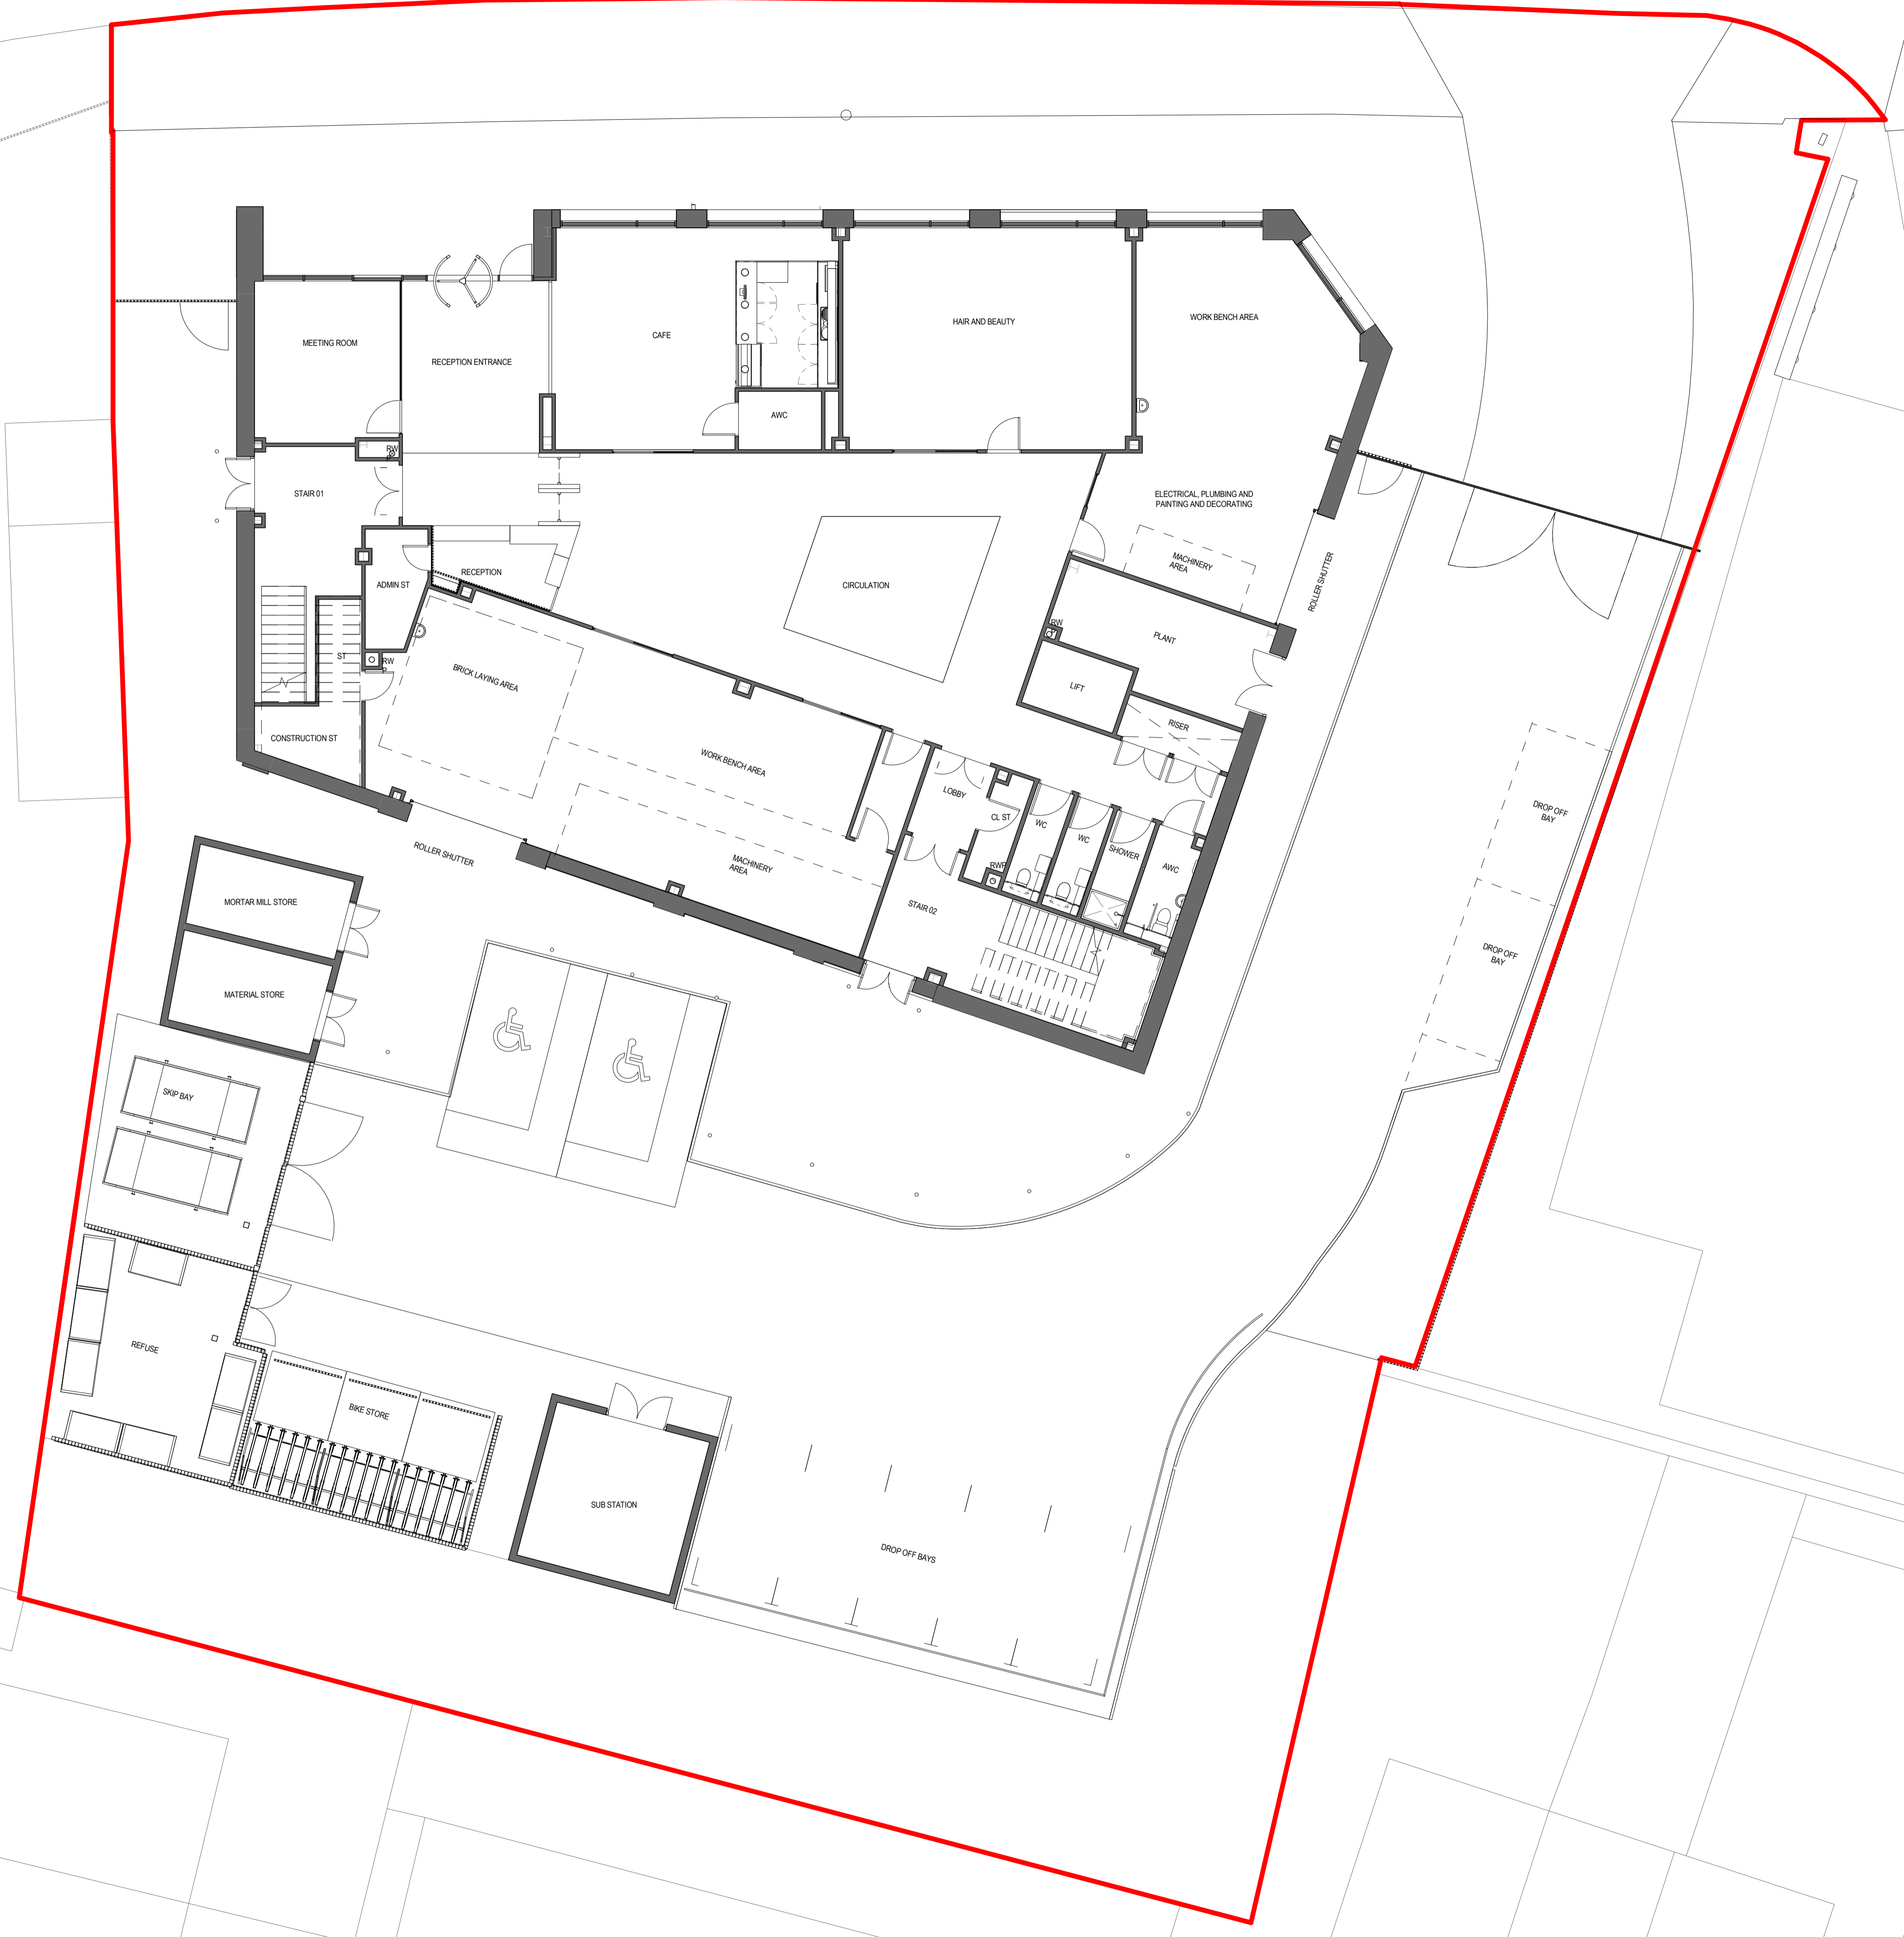 MEETING ROOM
RECEPTION ENTRANCE
CAFE
HAIR AND BEAUTY
WORK BENCH AREA
AWC
RW
STAIR 01
ELECTRICAL, PLUMBING AND
PAINTING AND DECORATING
MACHINERY
AREA
ROLLER SHUTTER
ADMIN ST
RECEPTION
CIRCULATION
PLANT
RW
ST
RW
BRICK LAYING AREA
LIFT
RISER
CONSTRUCTION ST
WORK BENCH AREA
LOBBY
CL ST
WC
WC
SHOWER
AWC
DROP OFF
BAY
ROLLER SHUTTER
MACHINERY
AREA
RWP
STAIR 02
MORTAR MILL STORE
DROP OFF
BAY
MATERIAL STORE
SKIP BAY
REFUSE
BIKE STORE
SUB STATION
DROP OFF BAYS